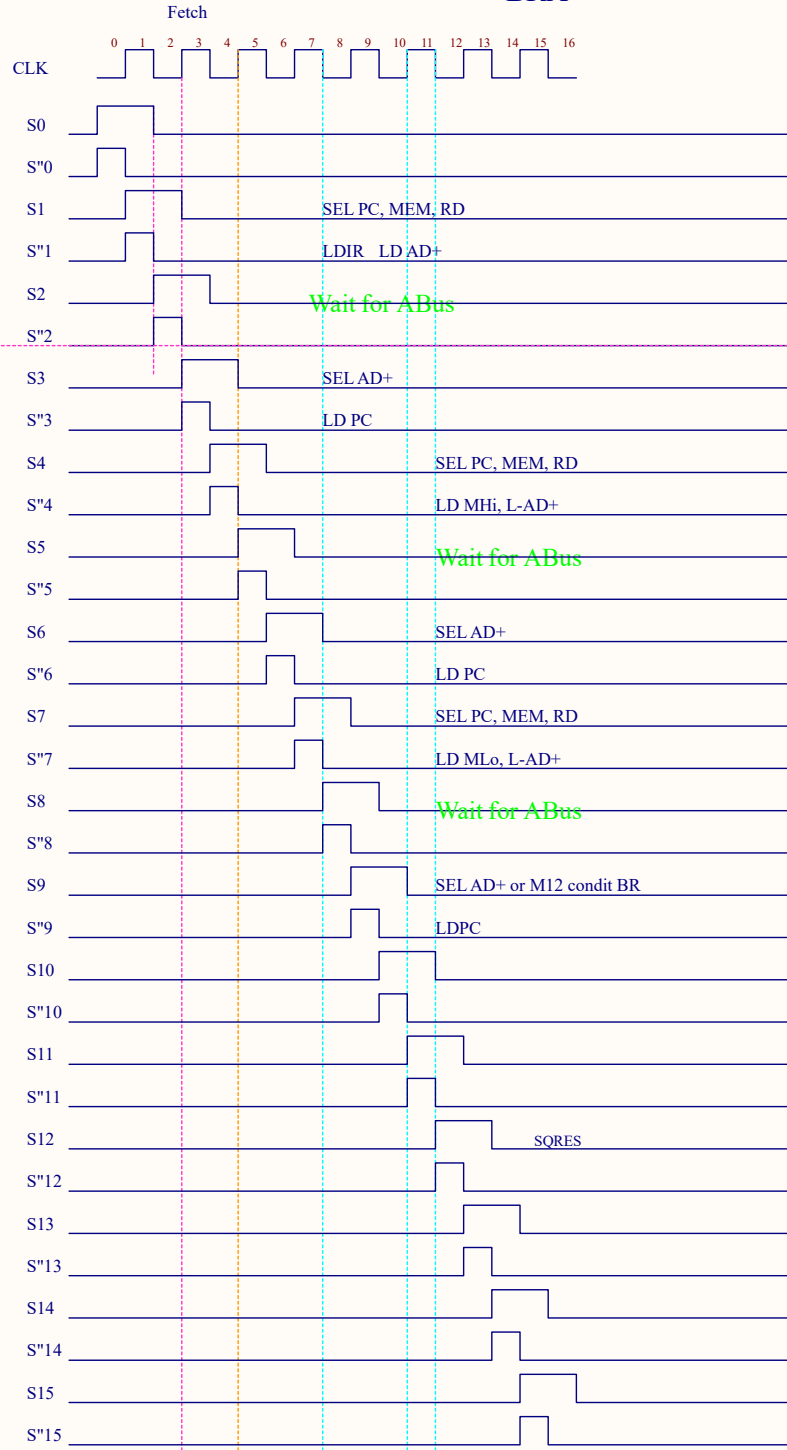 Fetch
0 1 2 3 4 5 6 7 8 9 10 11 12 13 14 15 16
CLK
S0
S"0
S1 SEL PC, MEM, RD
S"1 LDIR LD AD+
S2 Wait for ABus
S"2
S3 SEL AD+
S"3 LD PC
S4 SEL PC, MEM, RD
S"4 LD MHi, L-AD+
S5 Wait for ABus
S"5
S6 SEL AD+
S"6 LD PC
S7 SEL PC, MEM, RD
S"7 LD MLo, L-AD+
S8 Wait for ABus
S"8
S9 SEL AD+ or M12 condit BR
S"9 LDPC
S10
S"10
S11
S"11
S12 SQRES
S"12
S13
S"13
S14
S"14
S15
S"15